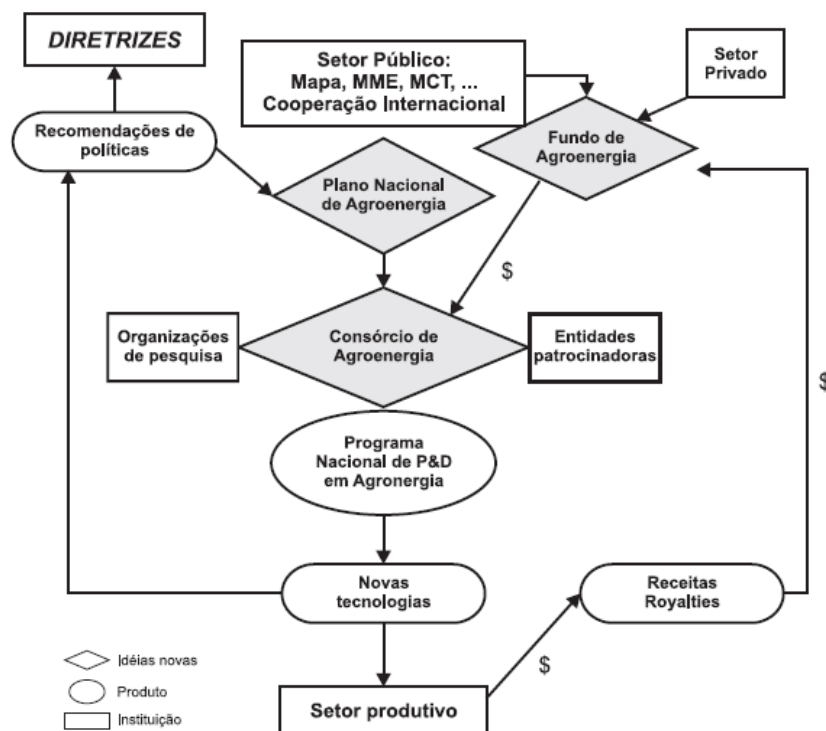 DIRETRIZES
Setor Público:
Mapa, MME, MCT, ...
Cooperação Internacional
Setor
Privado
Recomendações de
políticas
Fundo de
Agroenergia
Plano Nacional
de Agroenergia
$
Organizações
de pesquisa
Consórcio de
Agroenergia
Entidades
patrocinadoras
$
Programa
Nacional de P&D
em Agronergia
Novas
tecnologias
Receitas
Royalties
$
Setor produtivo
Idéias novas
Produto
Instituição